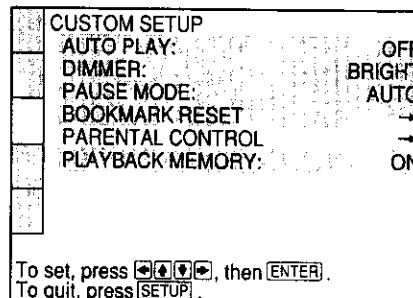 CUSTOM SETUP
AUTO PLAY: OFF
DIMMER: BRIGHT
PAUSE MODE: AUTO
BOOKMARK RESET →
PARENTAL CONTROL →
PLAYBACK MEMORY: ON
To set, press ←↑↓→, then ENTER.
To quit, press SETUP.